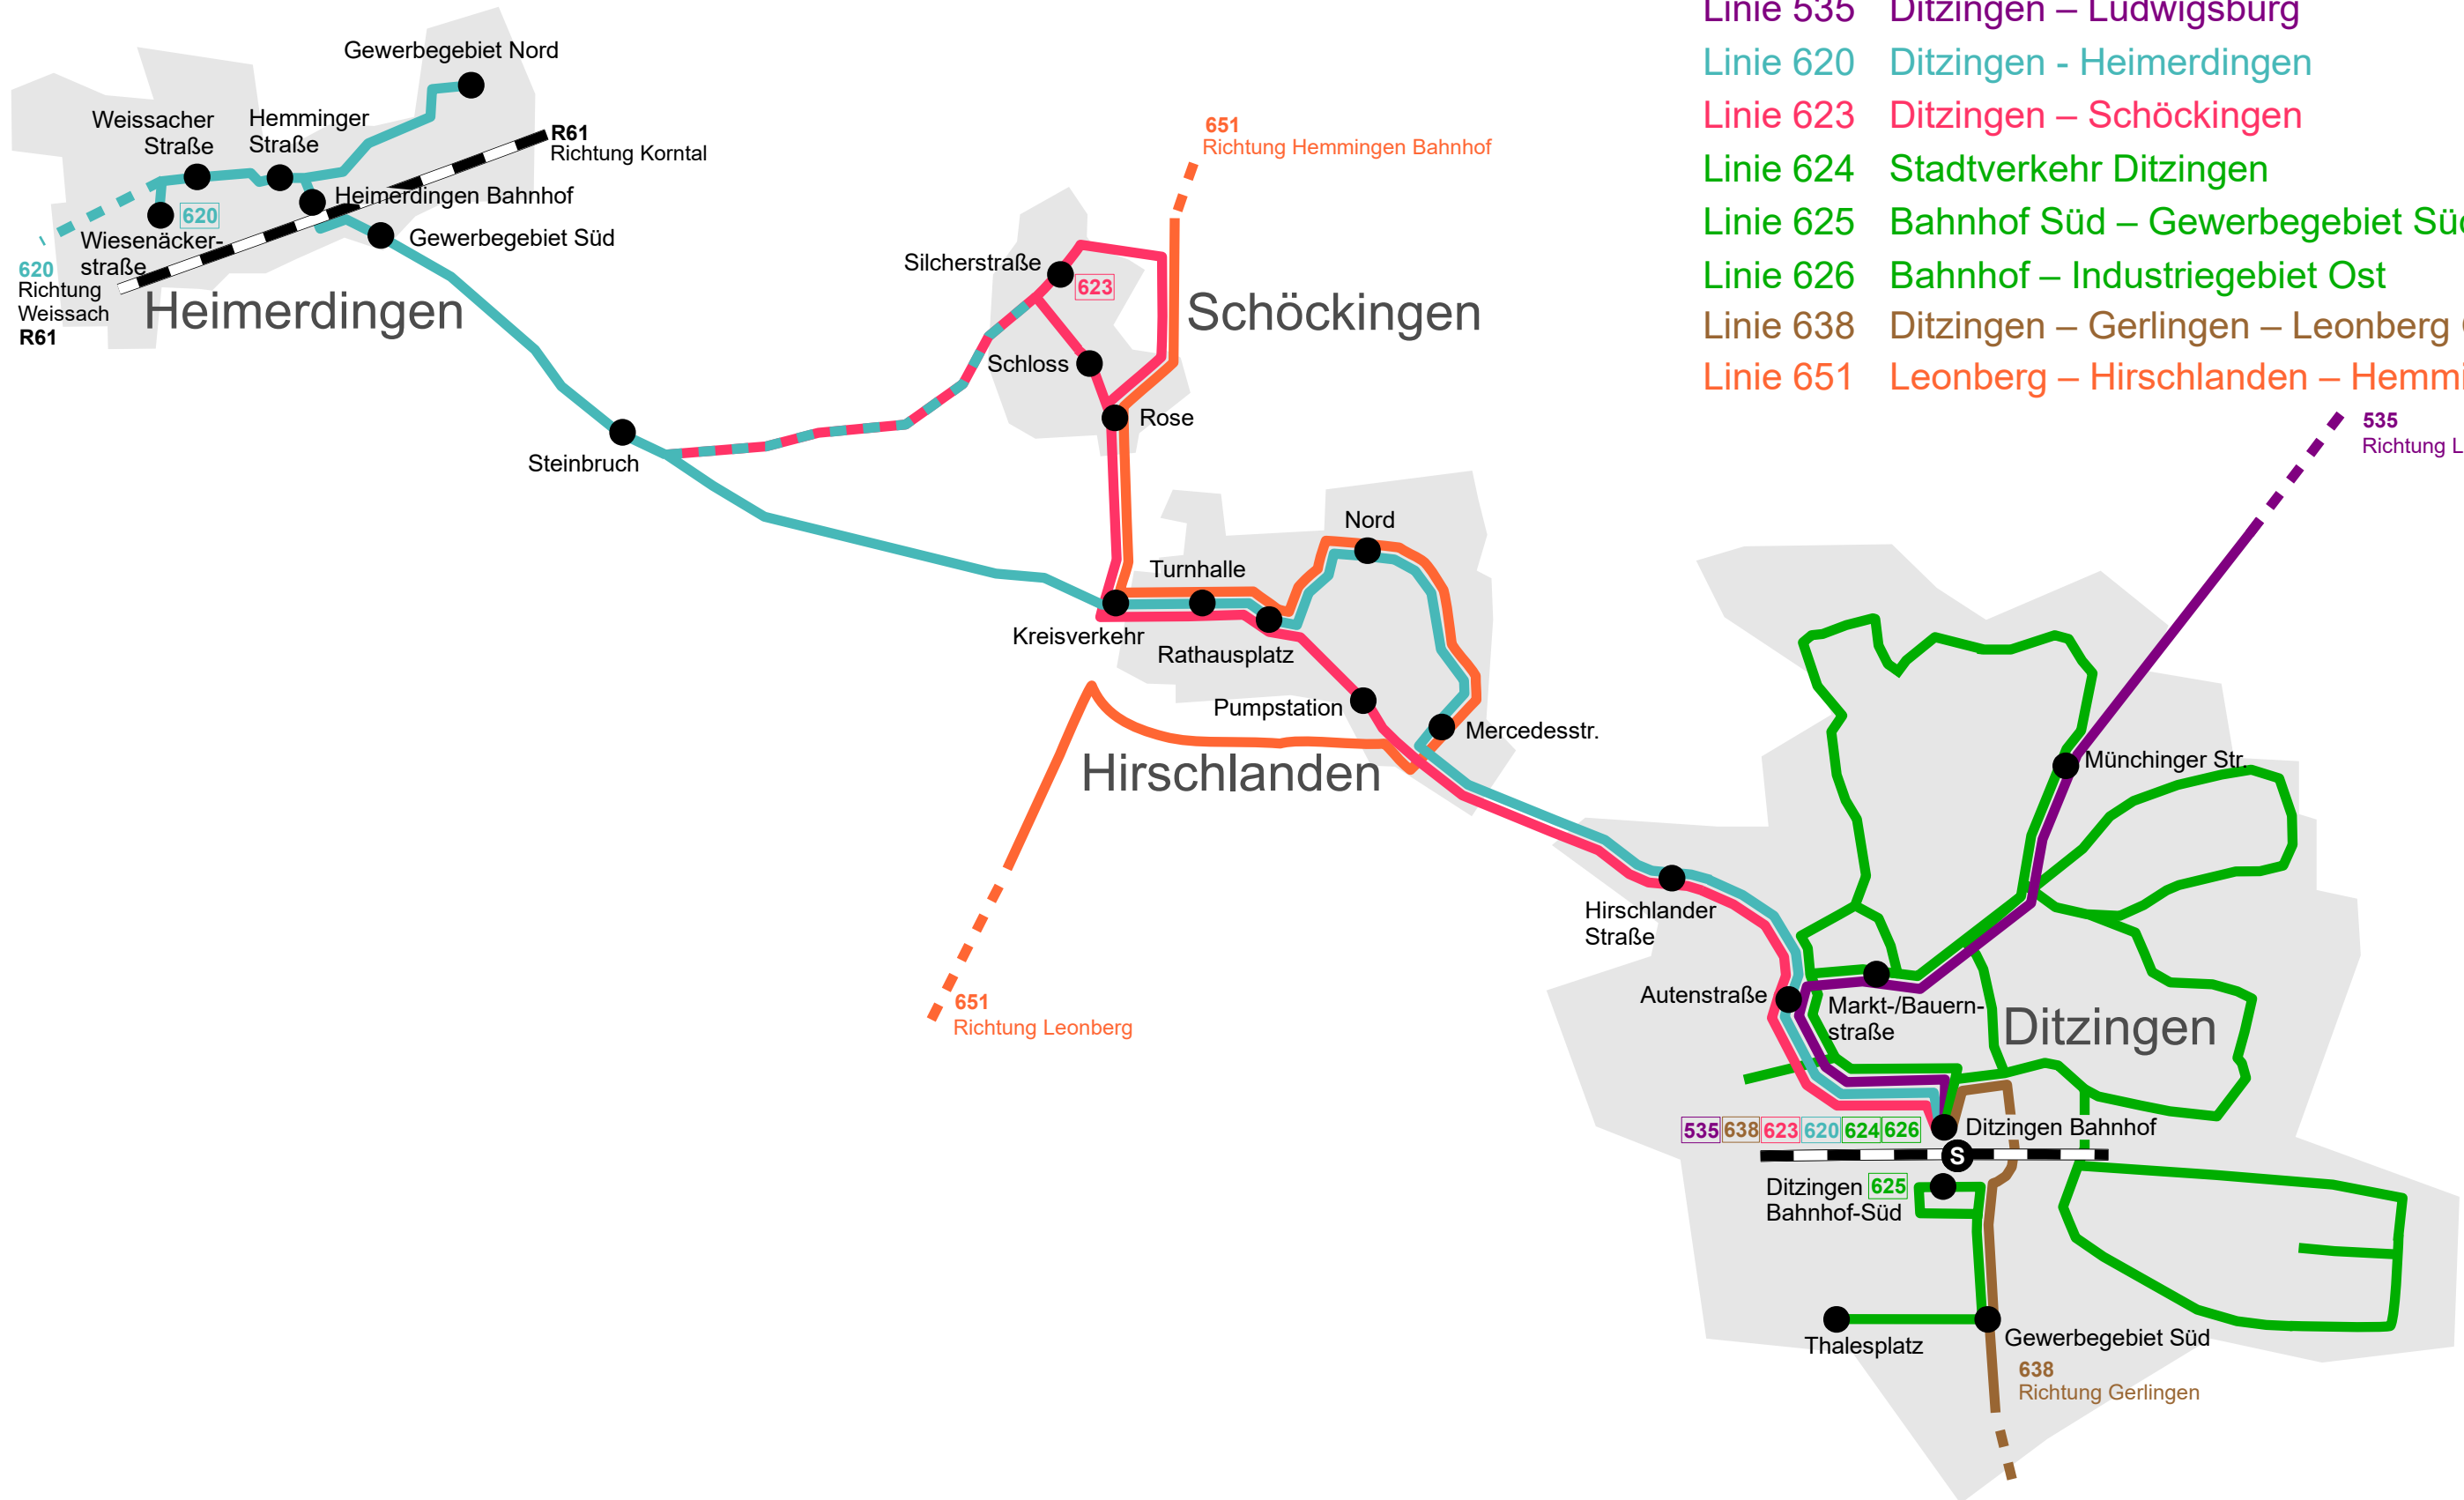 Linie 535 Ditzingen – Ludwigsburg
Linie 620 Ditzingen - Heimerdingen
Linie 623 Ditzingen – Schöckingen
Linie 624 Stadtverkehr Ditzingen
Linie 625 Bahnhof Süd – Gewerbegebiet
Linie 626 Bahnhof – Industriegebiet Ost
Linie 638 Ditzingen – Gerlingen – Leonberg
Linie 651 Leonberg – Hirschlanden –
Gewerbegebiet Nord
Weissacher
Straße
Hemminger
Straße
R61
Richtung Korntal
Heimerdingen Bahnhof
620
Wiesenäcker-
straße
Gewerbegebiet Süd
620
Richtung
Weissach
R61
Heimerdingen
651
Richtung Hemmingen Bahnhof
Silcherstraße
623
Schöckingen
Schloss
Rose
Steinbruch
535
Richtung
Nord
Turnhalle
Kreisverkehr
Rathausplatz
Pumpstation
Mercedesstr.
Hirschlanden
Münchinger Str.
Hirschlander
Straße
651
Richtung Leonberg
Autenstraße
Markt-/Bauern-
straße
Ditzingen
535 638 623 620 624 626
Ditzingen Bahnhof
S
Ditzingen 625
Bahnhof-Süd
Thalesplatz
Gewerbegebiet Süd
638
Richtung Gerlingen